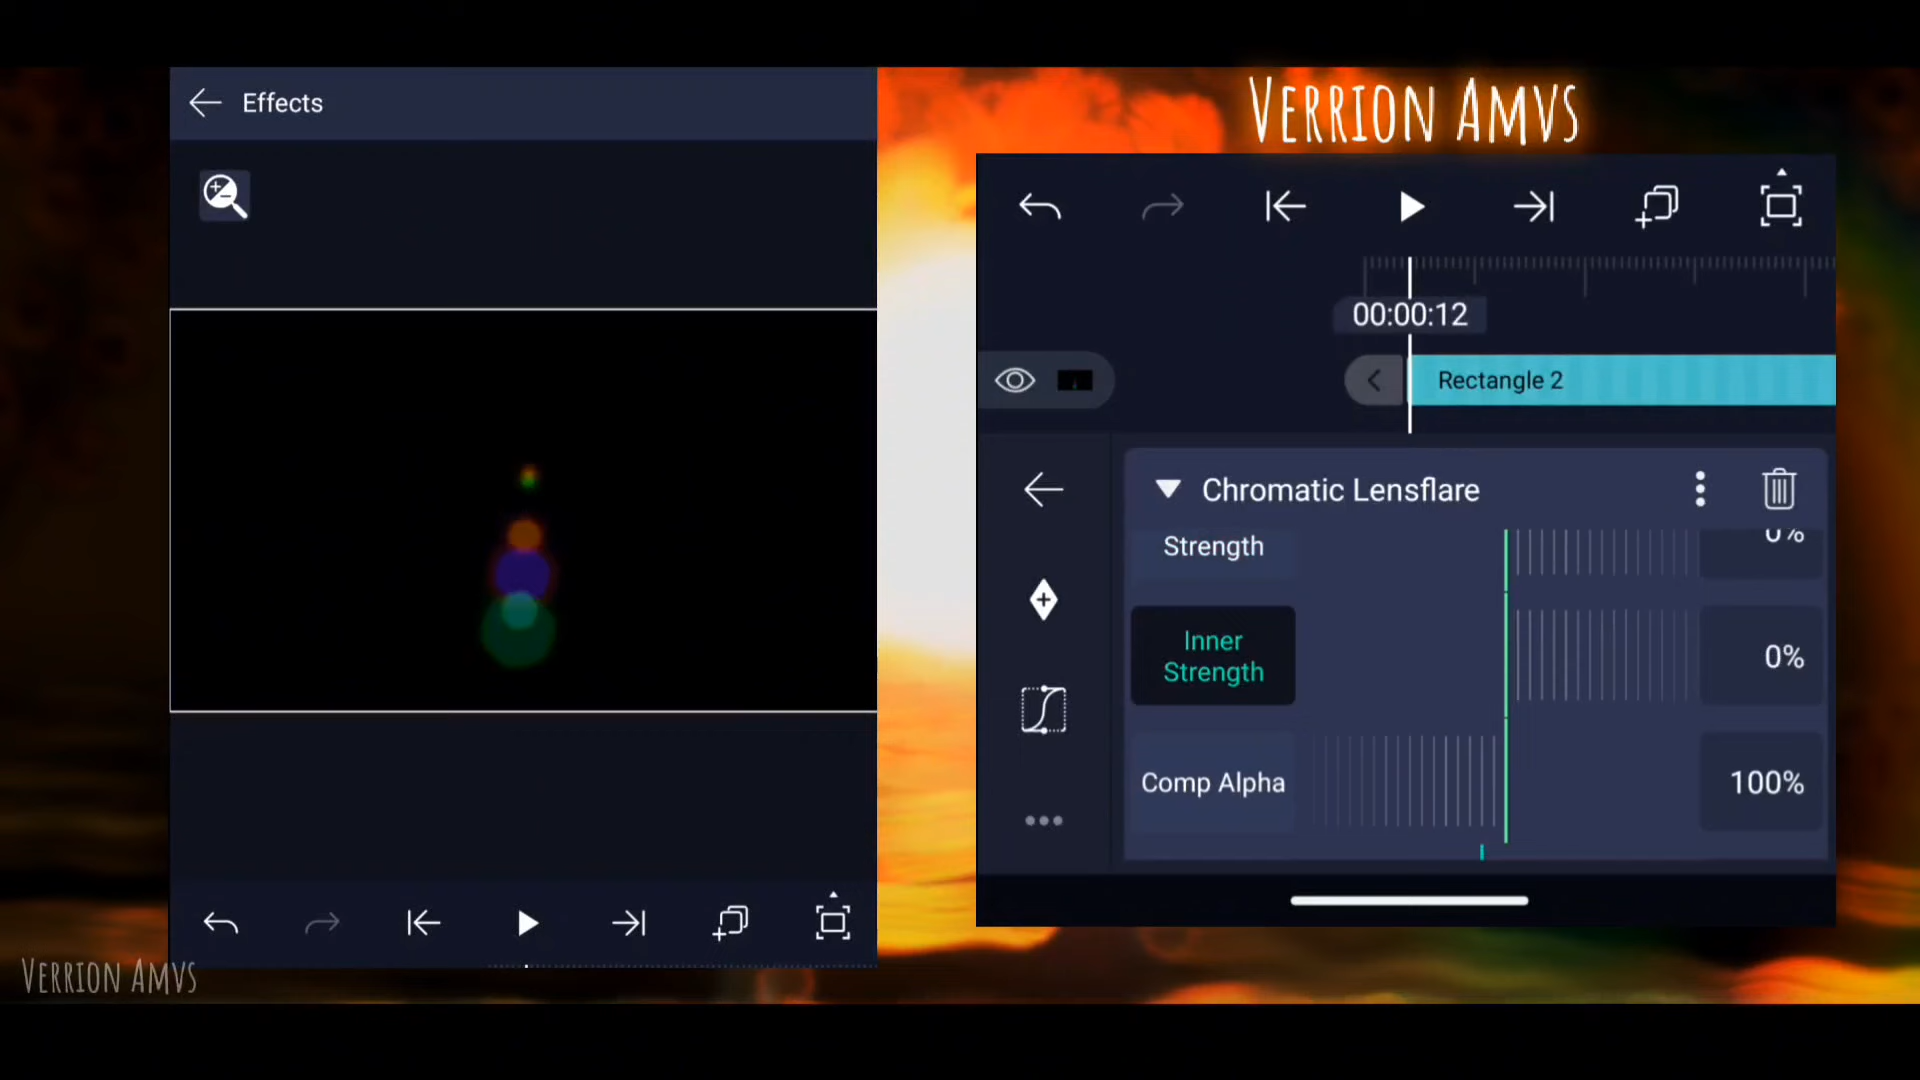 Effects
VERRION AMVS
00:00:12
Rectangle 2
Chromatic Lensflare
Strength
0%
Inner
Strength
0%
Comp Alpha
100%
VERRION AMVS